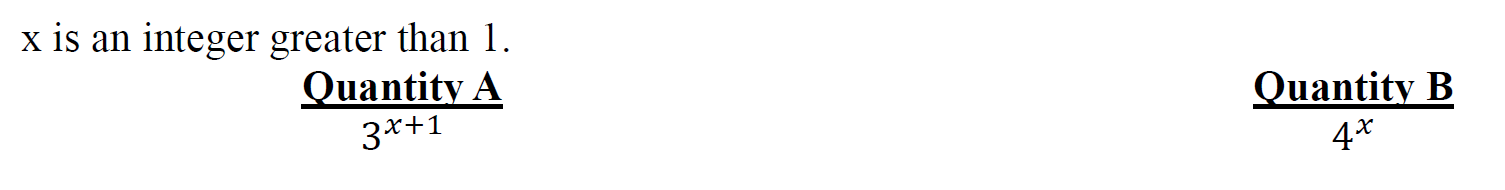 x is an integer greater than 1.
Quantity A Quantity B
3^{x+1} 4^x